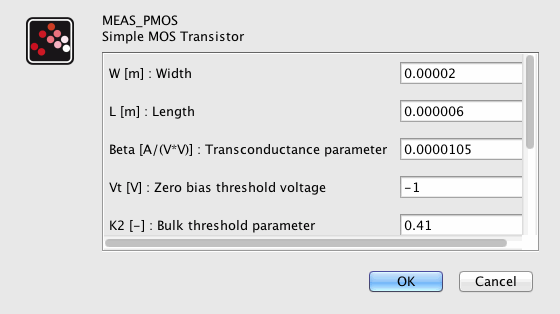 MEAS_PMOS
Simple MOS Transistor
W [m] : Width 0.00002
L [m] : Length 0.000006
Beta [A/(V*V)] : Transconductance parameter 0.0000105
Vt [V] : Zero bias threshold voltage -1
K2 [-] : Bulk threshold parameter 0.41
OK Cancel